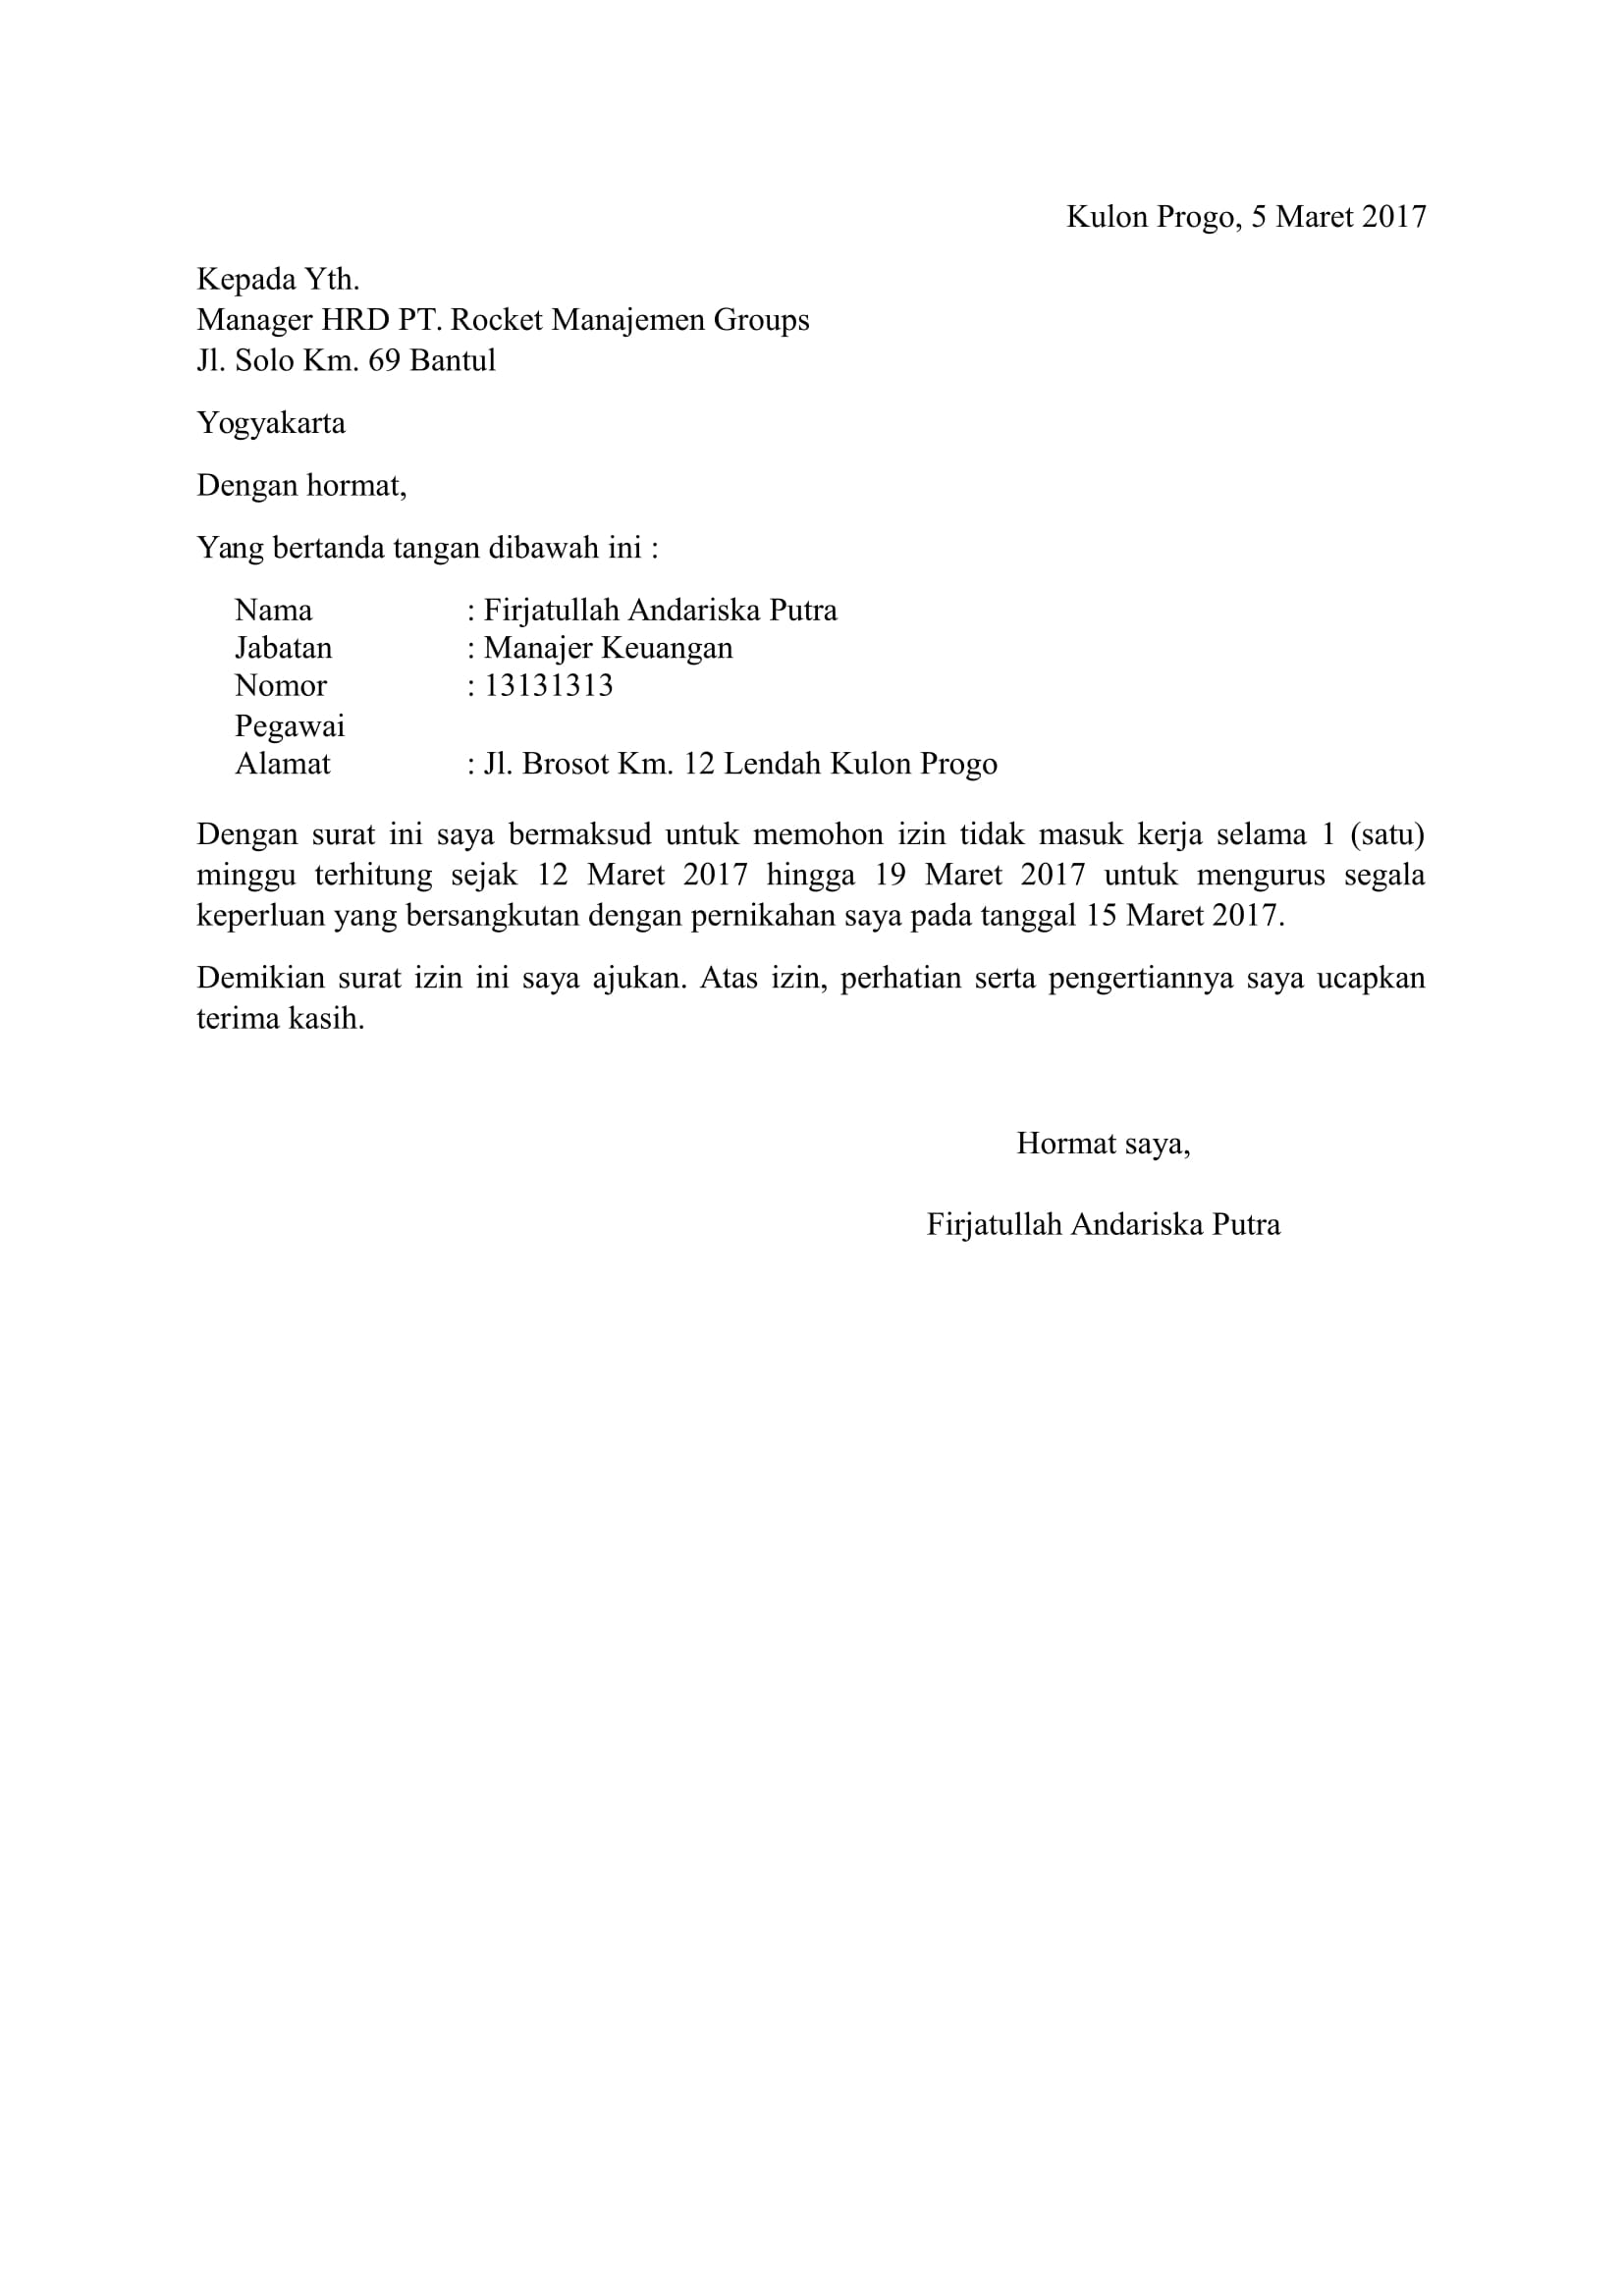 Kulon Progo, 5 Maret 2017
Kepada Yth.
Manager HRD PT. Rocket Manajemen Groups
Jl. Solo Km. 69 Bantul
Yogyakarta
Dengan hormat,
Yang bertanda tangan dibawah ini :
Nama : Firjatullah Andariska Putra
Jabatan : Manajer Keuangan
Nomor : 13131313
Pegawai
Alamat : Jl. Brosot Km. 12 Lendah Kulon Progo
Dengan surat ini saya bermaksud untuk memohon izin tidak masuk kerja selama 1 (satu)
minggu terhitung sejak 12 Maret 2017 hingga 19 Maret 2017 untuk mengurus segala
keperluan yang bersangkutan dengan pernikahan saya pada tanggal 15 Maret 2017.
Demikian surat izin ini saya ajukan. Atas izin, perhatian serta pengertiannya saya ucapkan
terima kasih.
Hormat saya,
Firjatullah Andariska Putra